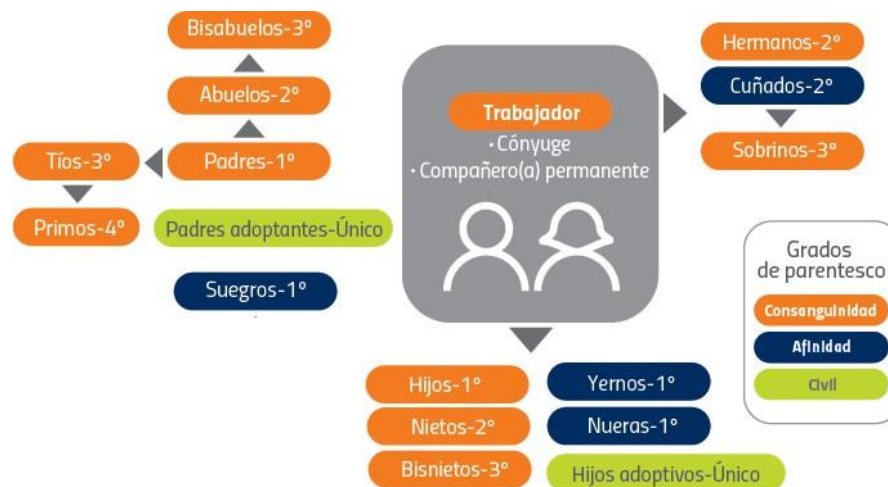 Bisabuelos-3°
Abuelos-2°
Tíos-3°
Padres-1°
Primos-4°
Padres adoptantes-Único
Suegros-1°
Trabajador
· Cónyuge
· Compañero(a) permanente
Hermanos-2°
Cuñados-2°
Sobrinos-3°
Hijos-1°
Nietos-2°
Bisnietos-3°
Yernos-1°
Nueras-1°
Hijos adoptivos-Único
Grados
de parentesco
Consanguinidad
Afinidad
Civil